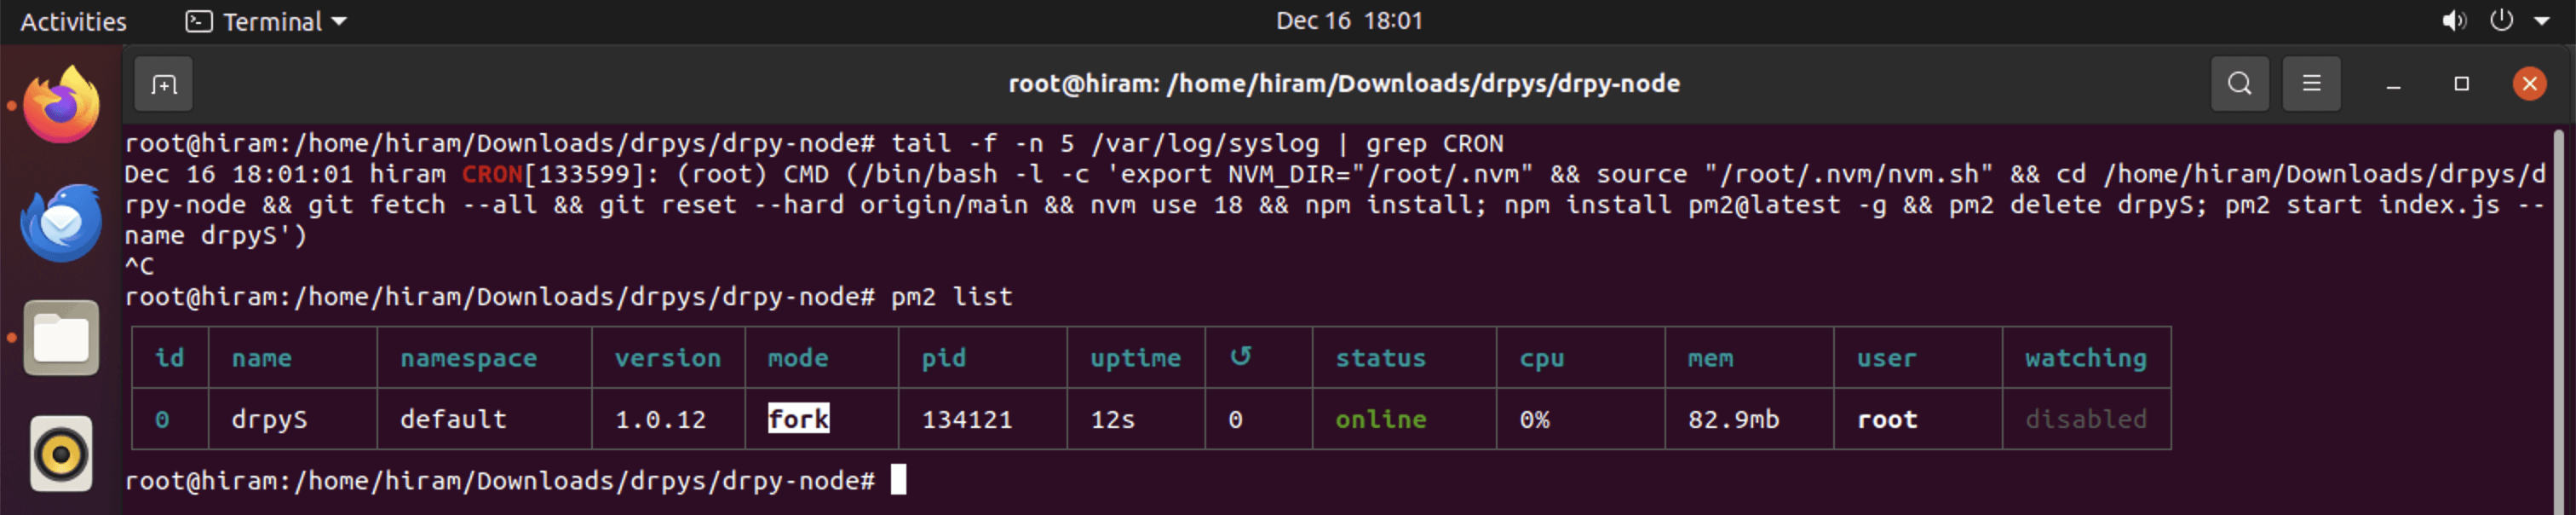 Activities Terminal Dec 16 18:01
root@hiram: /home/hiram/Downloads/drpys/drpy-node
root@hiram:/home/hiram/Downloads/drpys/drpy-node# tail -f -n 5 /var/log/syslog | grep CRON
Dec 16 18:01:01 hiram CRON[133599]: (root) CMD (/bin/bash -l -c 'export NVM_DIR="/root/.nvm" && source "/root/.nvm/nvm.sh" && cd /home/hiram/Downloads/drpys/d
rpy-node && git fetch --all && git reset --hard origin/main && nvm use 18 && npm install; npm install pm2@latest -g && pm2 delete drpyS; pm2 start index.js --
name drpyS')
^C
root@hiram:/home/hiram/Downloads/drpys/drpy-node# pm2 list
id name namespace version mode pid uptime ↺ status cpu mem user watching
0 drpyS default 1.0.12 fork 134121 12s 0 online 0% 82.9mb root disabled
root@hiram:/home/hiram/Downloads/drpys/drpy-node#